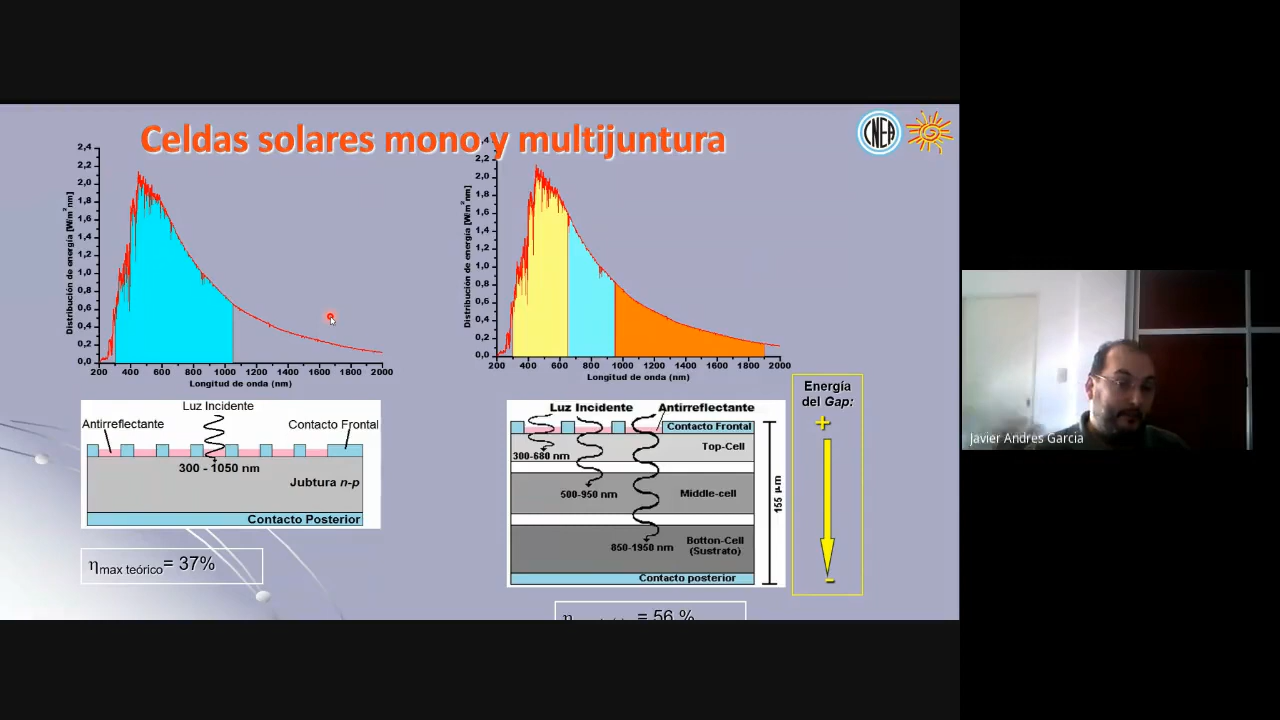 Celdas solares mono y multijuntura
CNEA
Distribución de energía [W/m²nm]
2,4
2,2
2,0
1,8
1,6
1,4
1,2
1,0
0,8
0,6
0,4
0,2
0,0
200 400 600 800 1000 1200 1400 1600 1800 2000
Longitud de onda (nm)
Distribución de energía [W/m²nm]
2,4
2,2
2,0
1,8
1,6
1,4
1,2
1,0
0,8
0,6
0,4
0,2
0,0
200 400 600 800 1000 1200 1400 1600 1800 2000
Longitud de onda (nm)
Luz Incidente
Antirreflectante
Contacto Frontal
300 - 1050 nm
Jubtura n-p
Contacto Posterior
ηmax teórico= 37%
Luz Incidente
Antirreflectante
Contacto Frontal
Top-Cell
300-680 nm
500-950 nm
Middle-cell
155 µm
850-1950 nm
Botton-Cell
(Sustrato)
Contacto posterior
= 56 %
Energía
del Gap:
+
-
Javier Andres Garcia